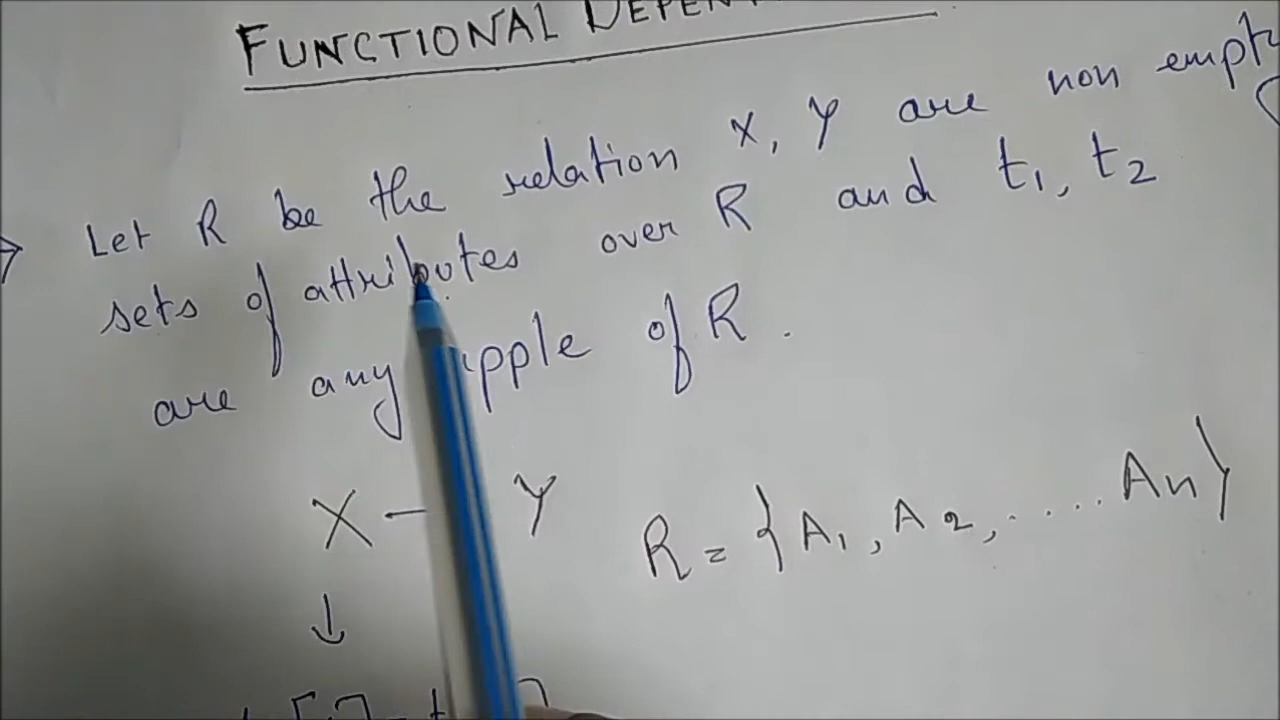 FUNCTIONAL
Let R be the relation X, Y are non empty
sets of attributes over R and t1, t2
are any of R.
X Y R = {A1, A2, .... An}
↓